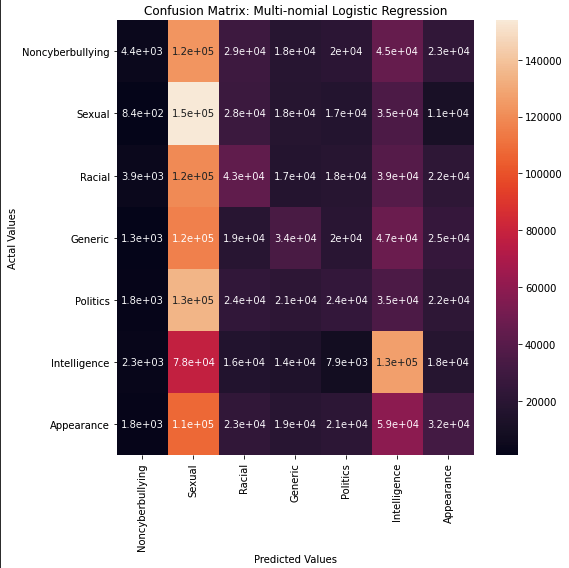 Confusion Matrix: Multi-nomial Logistic Regression
Noncyberbullying 4.4e+03 1.2e+05 2.9e+04 1.8e+04 2e+04 4.5e+04 2.3e+04
Sexual 8.4e+02 1.5e+05 2.8e+04 1.8e+04 1.7e+04 3.5e+04 1.1e+04
Racial 3.9e+03 1.2e+05 4.3e+04 1.7e+04 1.8e+04 3.9e+04 2.2e+04
Generic 1.3e+03 1.2e+05 1.9e+04 3.4e+04 2e+04 4.7e+04 2.5e+04
Politics 1.8e+03 1.3e+05 2.4e+04 2.1e+04 2.4e+04 3.5e+04 2.2e+04
Intelligence 2.3e+03 7.8e+04 1.6e+04 1.4e+04 7.9e+03 1.3e+05 1.8e+04
Appearance 1.8e+03 1.1e+05 2.3e+04 1.9e+04 2.1e+04 5.9e+04 3.2e+04
Actal Values
Noncyberbullying
Sexual
Racial
Generic
Politics
Intelligence
Appearance
Predicted Values
140000
120000
100000
80000
60000
40000
20000